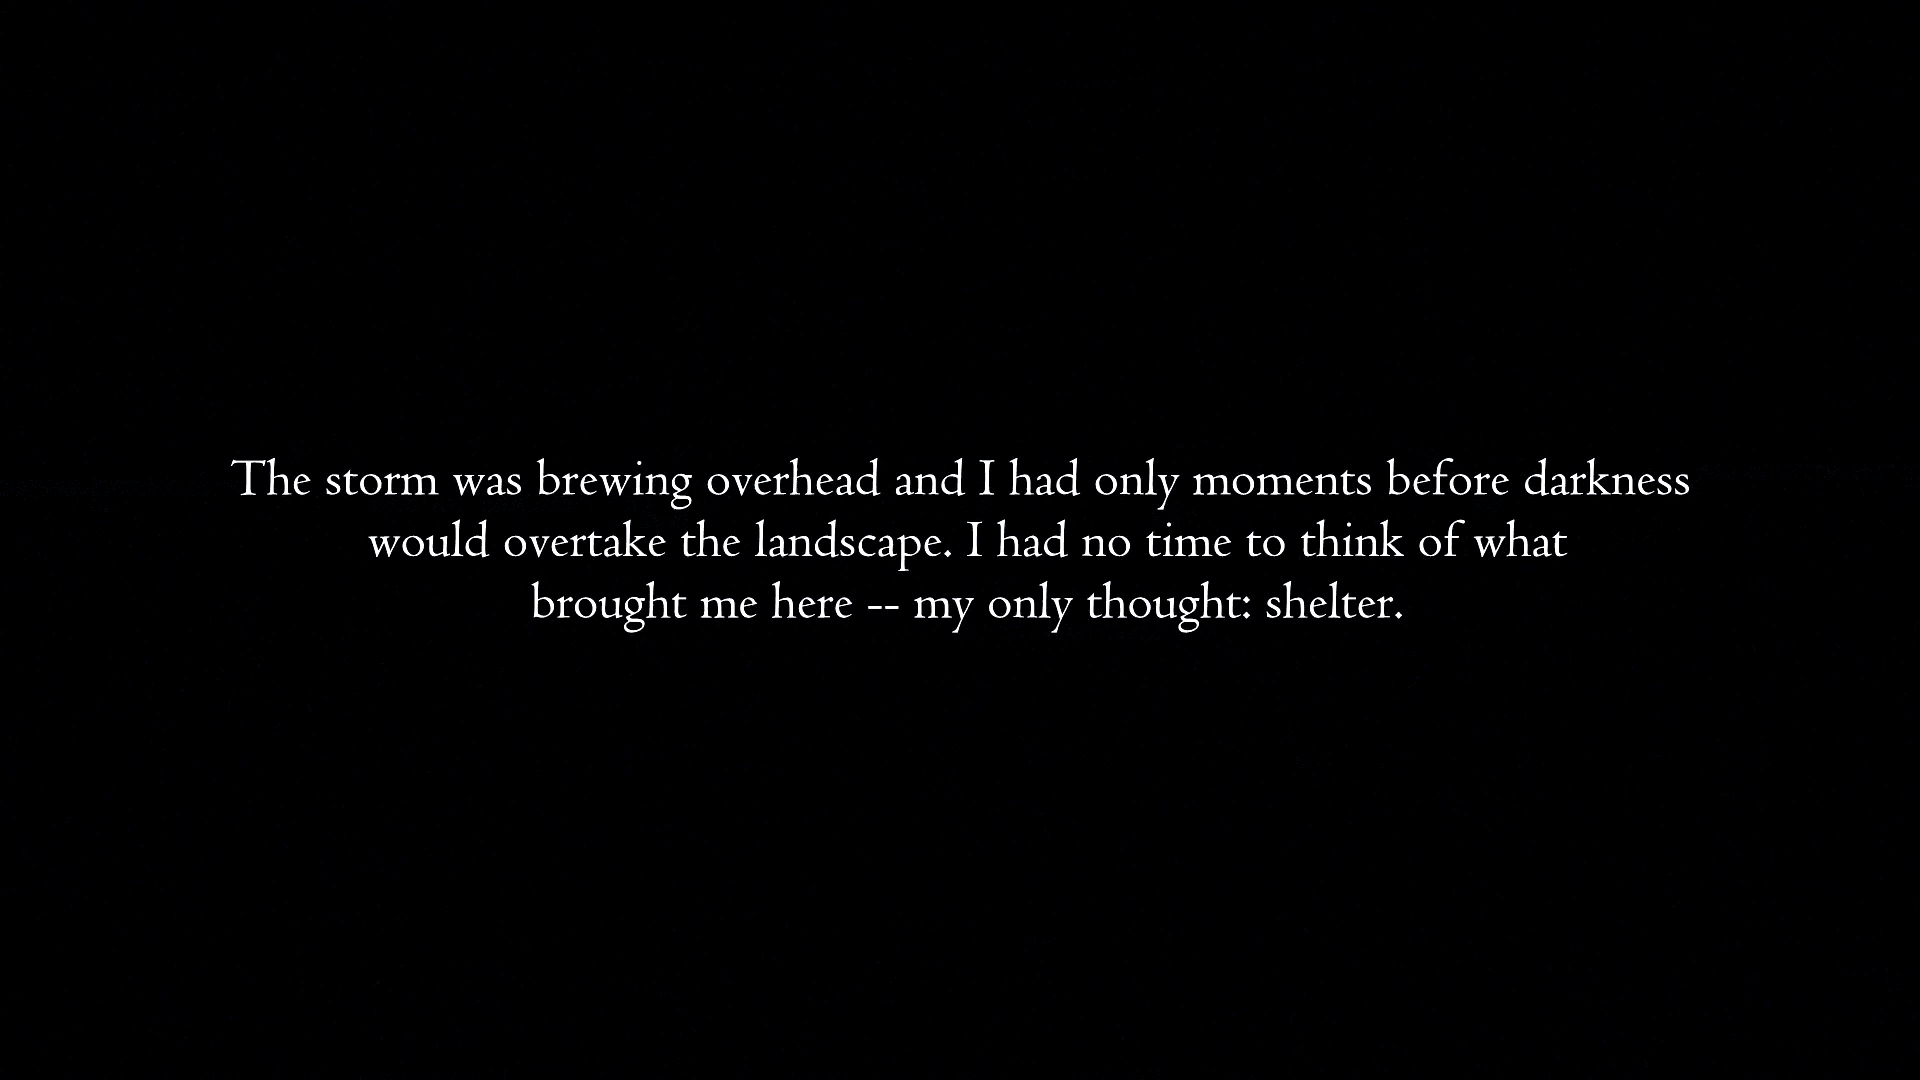 The storm was brewing overhead and I had only moments before darkness
would overtake the landscape. I had no time to think of what
brought me here -- my only thought: shelter.